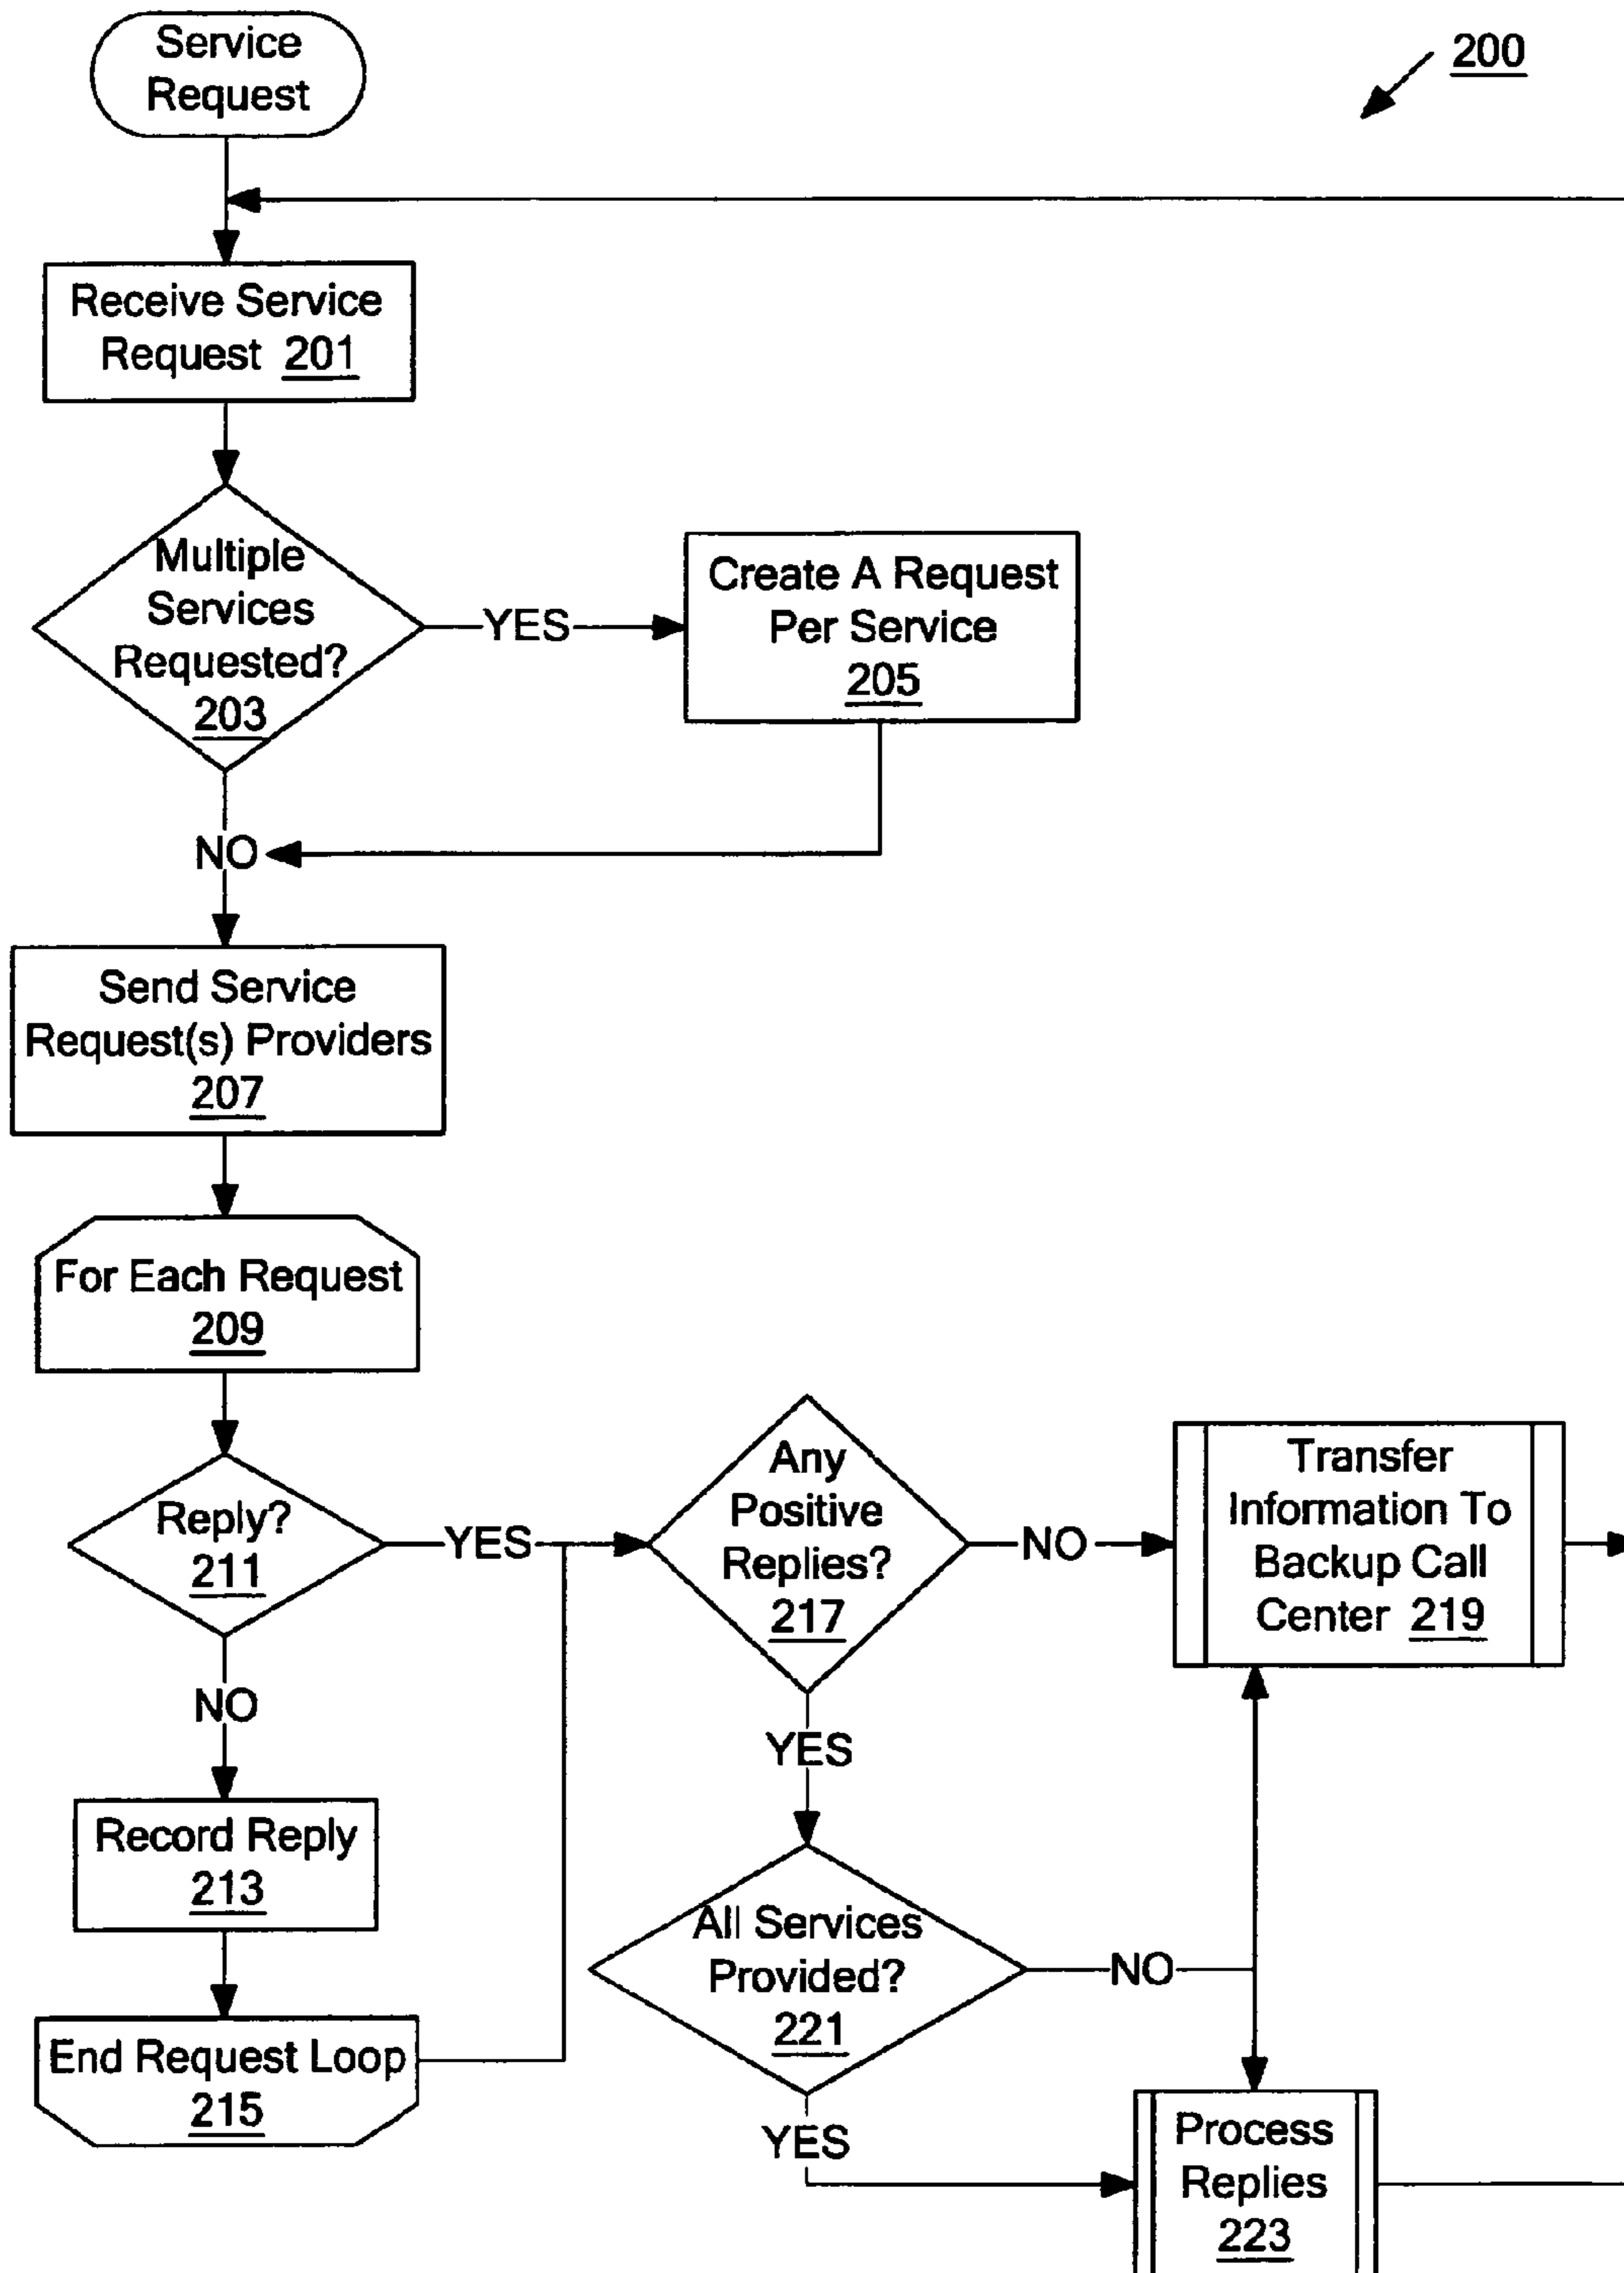 Service
Request
200
Receive Service
Request 201
Multiple
Services
Requested?
203
YES
Create A Request
Per Service
205
NO
Send Service
Request(s) Providers
207
For Each Request
209
Reply?
211
YES
Any
Positive
Replies?
217
NO
Transfer
Information To
Backup Call
Center 219
NO
YES
Record Reply
213
All Services
Provided?
221
NO
End Request Loop
215
YES
Process
Replies
223